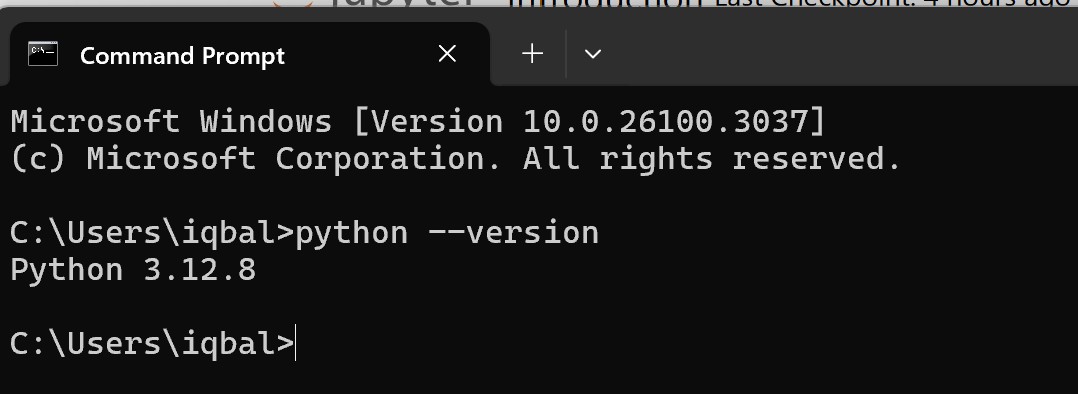 jupyter Introduction Last Checkpoint: 4 hours ago
Command Prompt
Microsoft Windows [Version 10.0.26100.3037]
(c) Microsoft Corporation. All rights reserved.
C:\Users\iqbal>python --version
Python 3.12.8
C:\Users\iqbal>